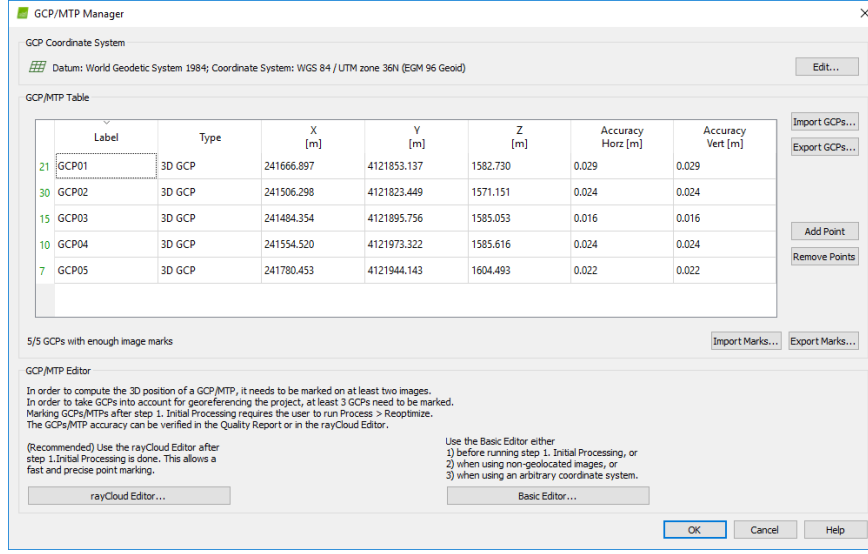 GCP/MTP Manager
GCP Coordinate System
Datum: World Geodetic System 1984; Coordinate System: WGS 84 / UTM zone 36N (EGM 96 Geoid)
Edit...
GCP/MTP Table
Import GCPs...
Export GCPs...
Label Type X [m] Y [m] Z [m] Accuracy Horz [m] Accuracy Vert [m]
21 GCP01 3D GCP 241666.897 4121853.137 1582.730 0.029 0.029
30 GCP02 3D GCP 241506.298 4121823.449 1571.151 0.024 0.024
15 GCP03 3D GCP 241484.354 4121895.756 1585.053 0.016 0.016
10 GCP04 3D GCP 241554.520 4121973.322 1585.616 0.024 0.024
7 GCP05 3D GCP 241780.453 4121944.143 1604.493 0.022 0.022
Add Point
Remove Points
5/5 GCPs with enough image marks
Import Marks...
Export Marks...
GCP/MTP Editor
In order to compute the 3D position of a GCP/MTP, it needs to be marked on at least two images.
In order to take GCPs into account for georeferencing the project, at least 3 GCPs need to be marked.
Marking GCPs/MTPs after step 1. Initial Processing requires the user to run Process > Reoptimize.
The GCPs/MTP accuracy can be verified in the Quality Report or in the rayCloud Editor.
(Recommended) Use the rayCloud Editor after
step 1.Initial Processing is done. This allows a
fast and precise point marking.
rayCloud Editor...
Use the Basic Editor either
1) before running step 1. Initial Processing, or
2) when using non-geolocated images, or
3) when using an arbitrary coordinate system.
Basic Editor...
OK
Cancel
Help